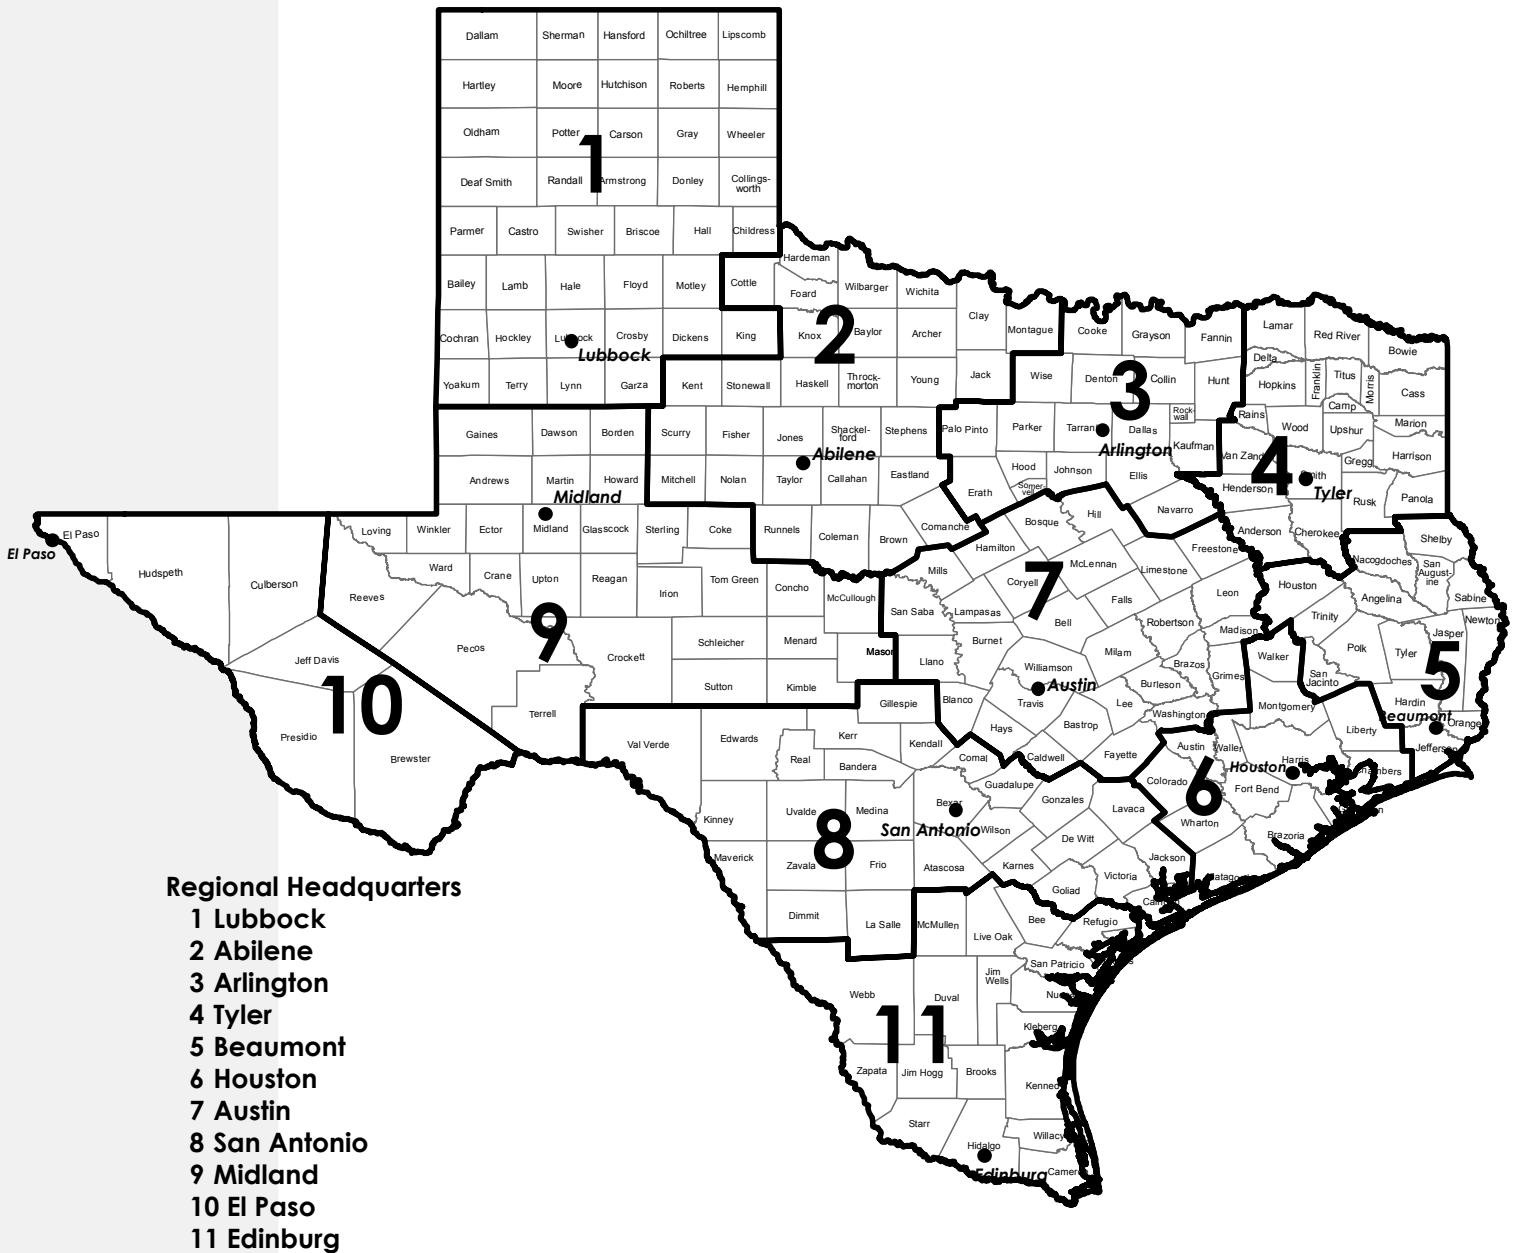 Dallam Sherman Hansford Ochiltree Lipscomb
Hartley Moore Hutchison Roberts Hemphill
Oldham Potter Carson Gray Wheeler
1
Deaf Smith Randall Armstrong Donley Collings-
worth
Parmer Castro Swisher Briscoe Hall Childress
Hardeman
Bailey Lamb Hale Floyd Motley Cottle Foard Wilbarger Wichita
Clay Montague Cooke Grayson Fannin Lamar Red River Bowie
Cochran Hockley Lubbock Crosby Dickens King Knox Baylor Archer
2
Lubbock
Delta Franklin Titus Morris Cass
Yoakum Terry Lynn Garza Kent Stonewall Haskell Throck-
morton Young Jack Wise Denton Collin Hunt Hopkins
3
Camp Marion
Gaines Dawson Borden Scurry Fisher Jones Shackel-
ford Stephens Palo Pinto Parker Tarrant Dallas Rock-
wall Kaufman Rains Wood Upshur
Abilene Arlington
Van Zandt Smith Gregg Harrison
4
Andrews Martin Howard Mitchell Nolan Taylor Callahan Eastland Hood Johnson Ellis Henderson Tyler Rusk Panola
Midland
Erath Somer-
vell Navarro
El Paso El Paso Loving Winkler Ector Midland Glasscock Sterling Coke Runnels Coleman Brown Comanche Bosque Hill Anderson Cherokee
Hamilton Freestone Nacogdoches Shelby
San
August-
ine
Hudspeth Culberson Reeves Ward Crane Upton Reagan Irion Tom Green Concho McCullough Mills Coryell McLennan Limestone
7
Houston Angelina Sabine
San Saba Lampasas Bell Falls Leon Robertson Madison Trinity Newton
9
Jeff Davis Pecos Crockett Schleicher Menard Mason Burnet Llano Williamson Milam Brazos Grimes Walker Polk Tyler Jasper
5
10
Terrell Sutton Kimble Gillespie Blanco Travis Austin Burleson Lee Washington San
Jacinto Montgomery Hardin
Beaumont
Presidio Brewster Val Verde Edwards Kerr Kendall Hays Bastrop Liberty Orange
Real Bandera Comal Caldwell Fayette Austin Waller Harris Jefferson
Houston Chambers
Colorado Fort Bend
6
Kinney Uvalde Medina Bexar Guadalupe Gonzales Lavaca Wharton Brazoria
8
San Antonio Wilson De Witt
Maverick Zavala Frio Atascosa Karnes Jackson
Victoria
Goliad
Dimmit La Salle McMullen Live Oak Bee Refugio
San Patricio
Jim
Wells
Webb Duval
11
Kleberg
Zapata Jim Hogg Brooks Kenedy
Starr Hidalgo Willacy
Edinburg Cameron
Regional Headquarters
1 Lubbock
2 Abilene
3 Arlington
4 Tyler
5 Beaumont
6 Houston
7 Austin
8 San Antonio
9 Midland
10 El Paso
11 Edinburg